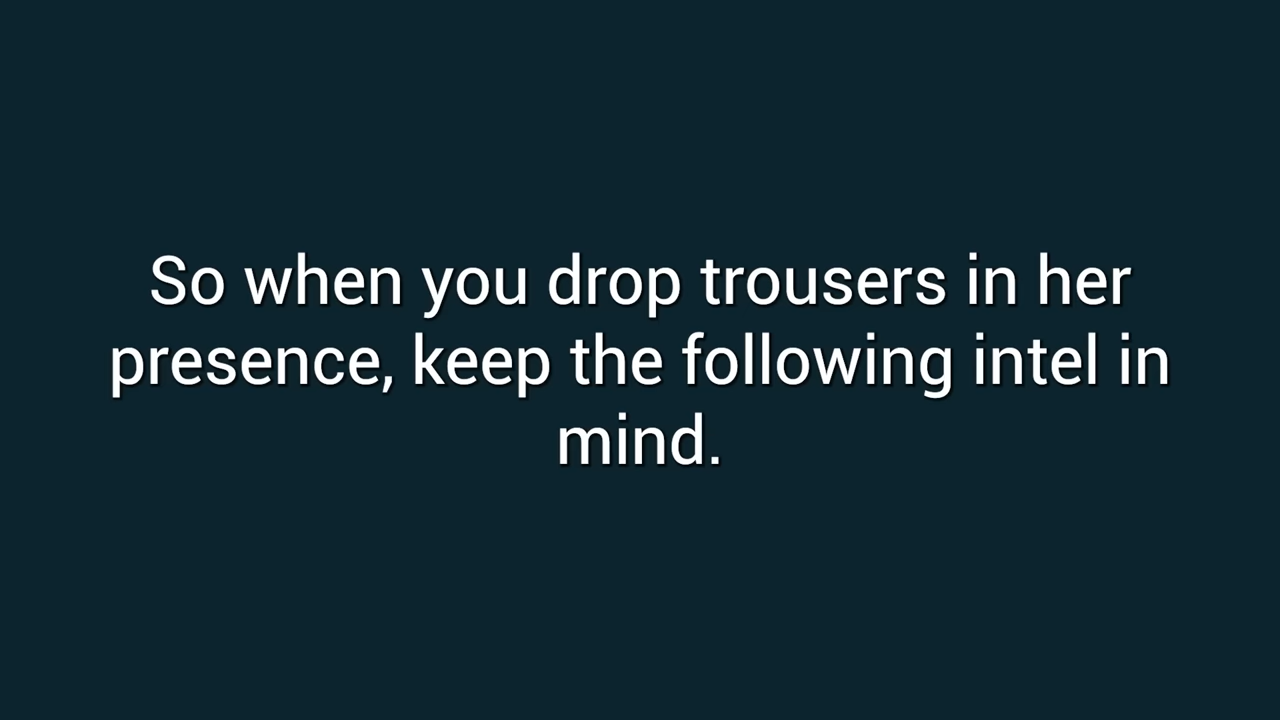 So when you drop trousers in her
presence, keep the following intel in
mind.